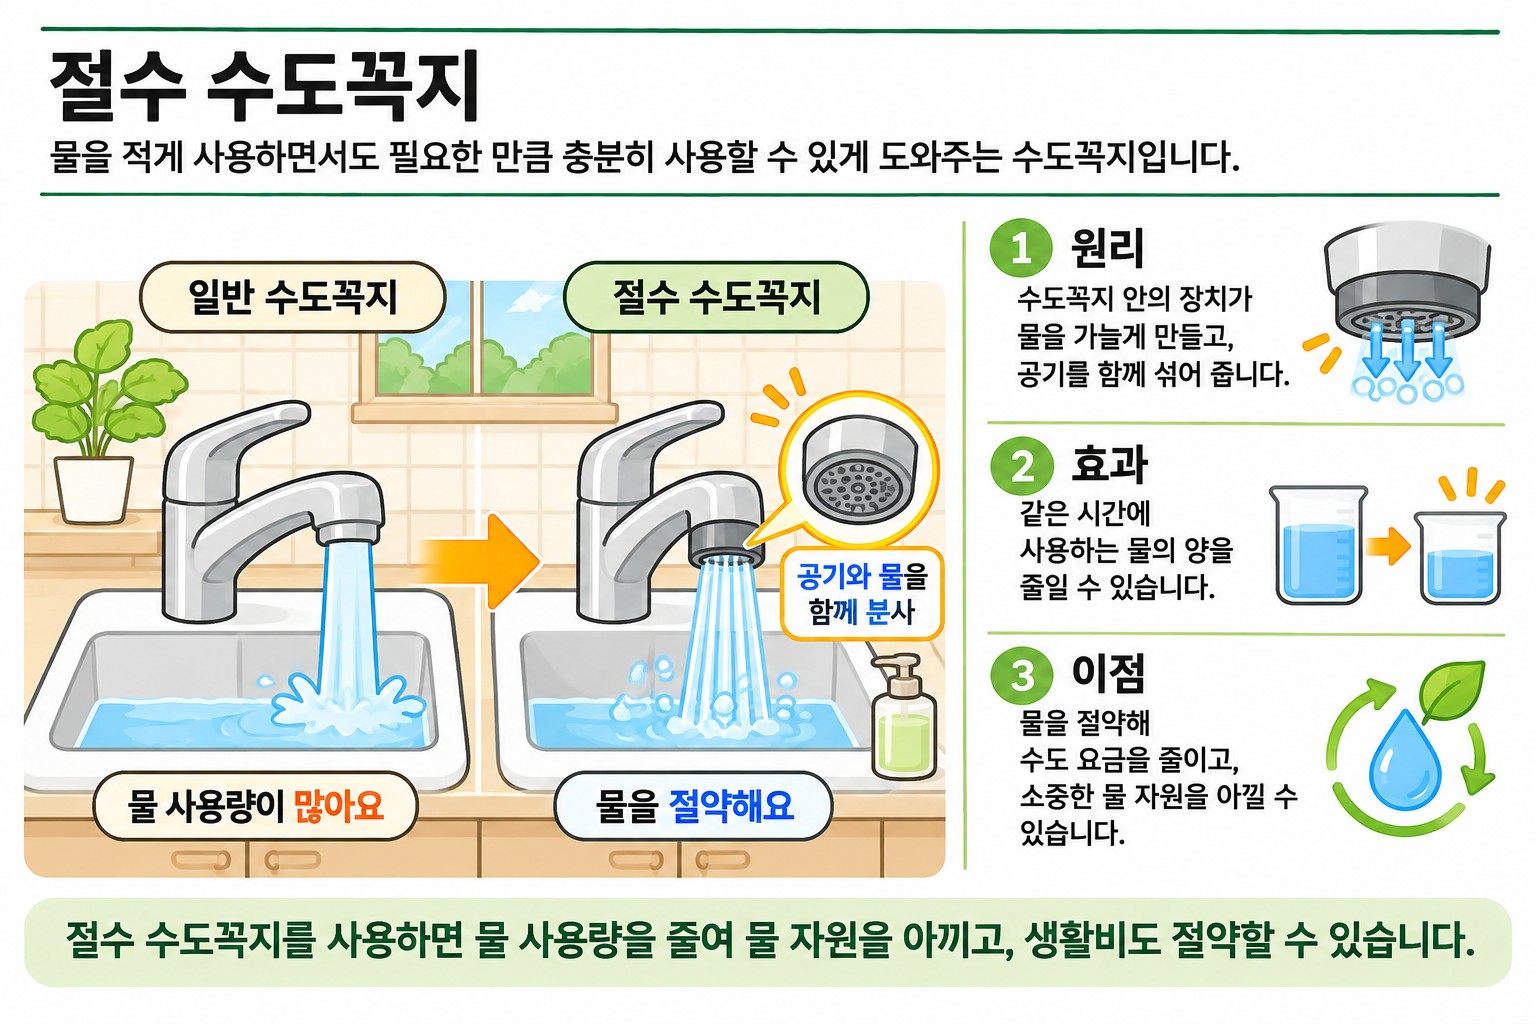 절수 수도꼭지
물을 적게 사용하면서도 필요한 만큼 충분히 사용할 수 있게 도와주는 수도꼭지입니다.
일반 수도꼭지
절수 수도꼭지
공기와 물을
함께 분사
물 사용량이 많아요
물을 절약해요
1 원리
수도꼭지 안의 장치가
물을 가늘게 만들고,
공기를 함께 섞어 줍니다.
2 효과
같은 시간에
사용하는 물의 양을
줄일 수 있습니다.
3 이점
물을 절약해
수도 요금을 줄이고,
소중한 물 자원을 아낄 수
있습니다.
절수 수도꼭지를 사용하면 물 사용량을 줄여 물 자원을 아끼고, 생활비도 절약할 수 있습니다.